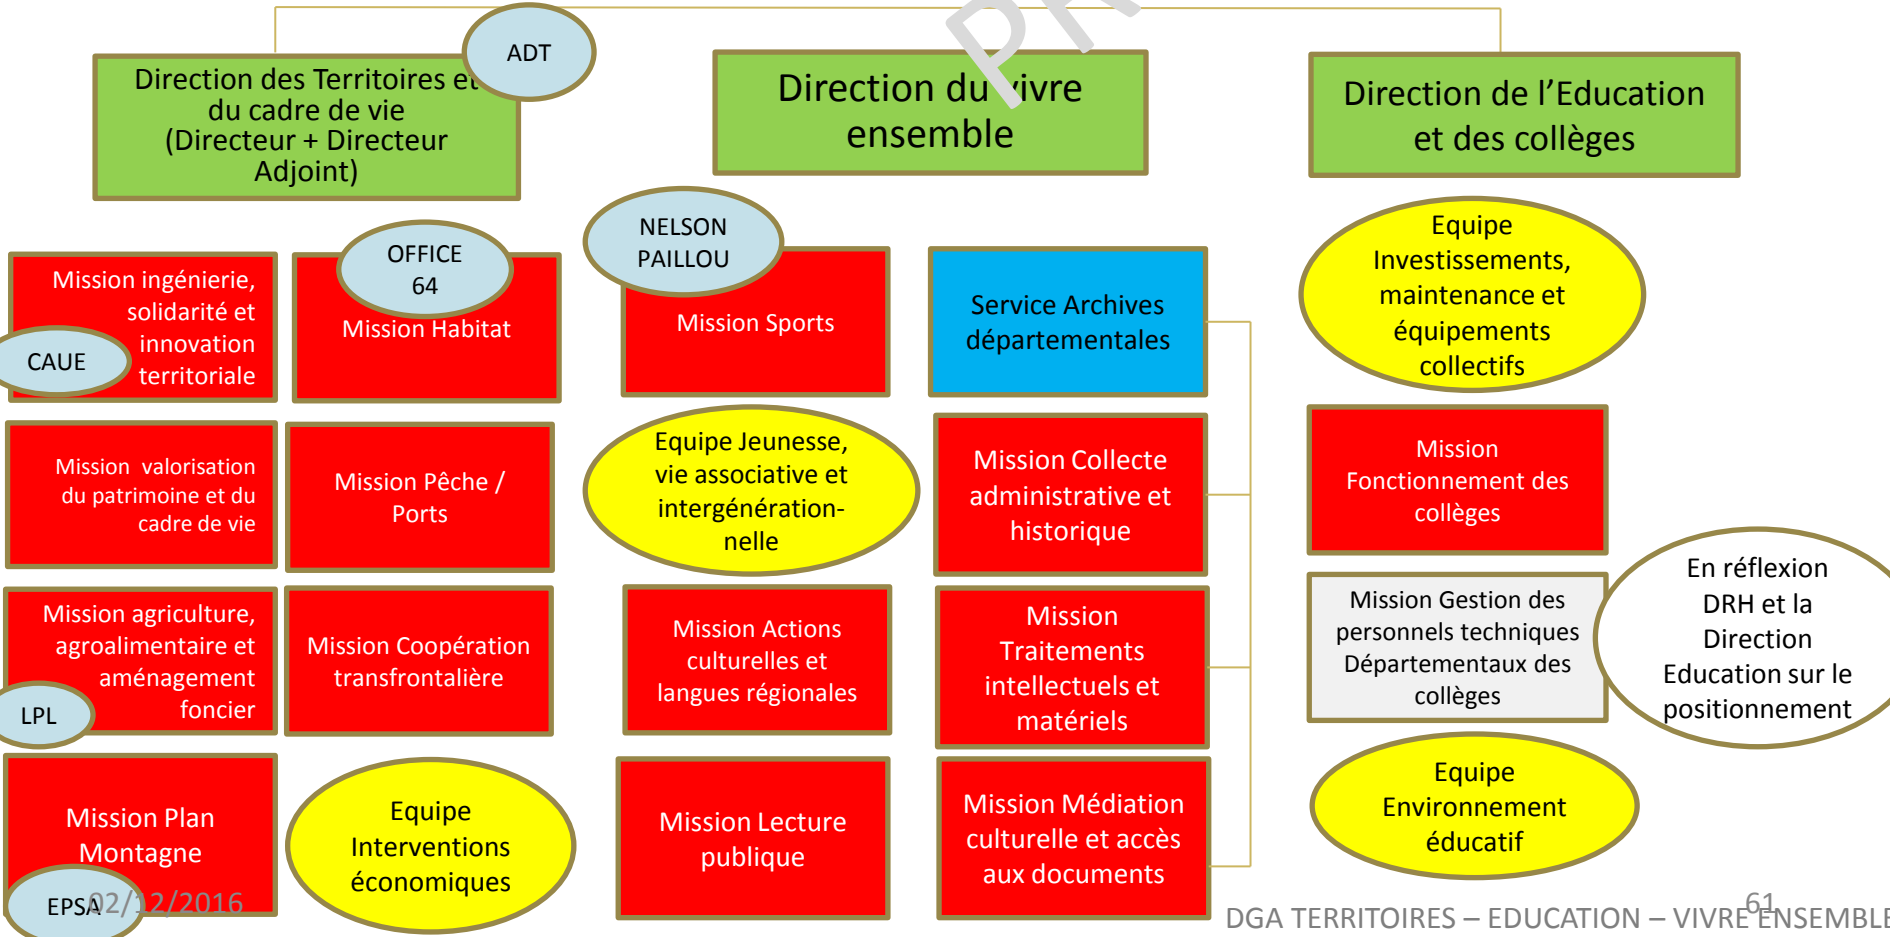 PR
ADT
Direction des Territoires et
du cadre de vie
(Directeur + Directeur
Adjoint)
Direction du vivre
ensemble
Direction de l’Education
et des collèges
OFFICE
64
NELSON
PAILLOU
Mission ingénierie,
solidarité et
innovation
territoriale
CAUE
Mission Habitat
Mission Sports
Service Archives
départementales
Equipe
Investissements,
maintenance et
équipements
collectifs
Mission valorisation
du patrimoine et du
cadre de vie
Mission Pêche /
Ports
Equipe Jeunesse,
vie associative et
intergénération-
nelle
Mission Collecte
administrative et
historique
Mission
Fonctionnement des
collèges
Mission agriculture,
agroalimentaire et
aménagement
foncier
LPL
Mission Coopération
transfrontalière
Mission Actions
culturelles et
langues régionales
Mission
Traitements
intellectuels et
matériels
Mission Gestion des
personnels techniques
Départementaux des
collèges
En réflexion
DRH et la
Direction
Education sur le
positionnement
Mission Plan
Montagne
EPSA
Equipe
Interventions
économiques
Mission Lecture
publique
Mission Médiation
culturelle et accès
aux documents
Equipe
Environnement
éducatif
02/12/2016
61
DGA TERRITOIRES – EDUCATION – VIVRE ENSEMBLE